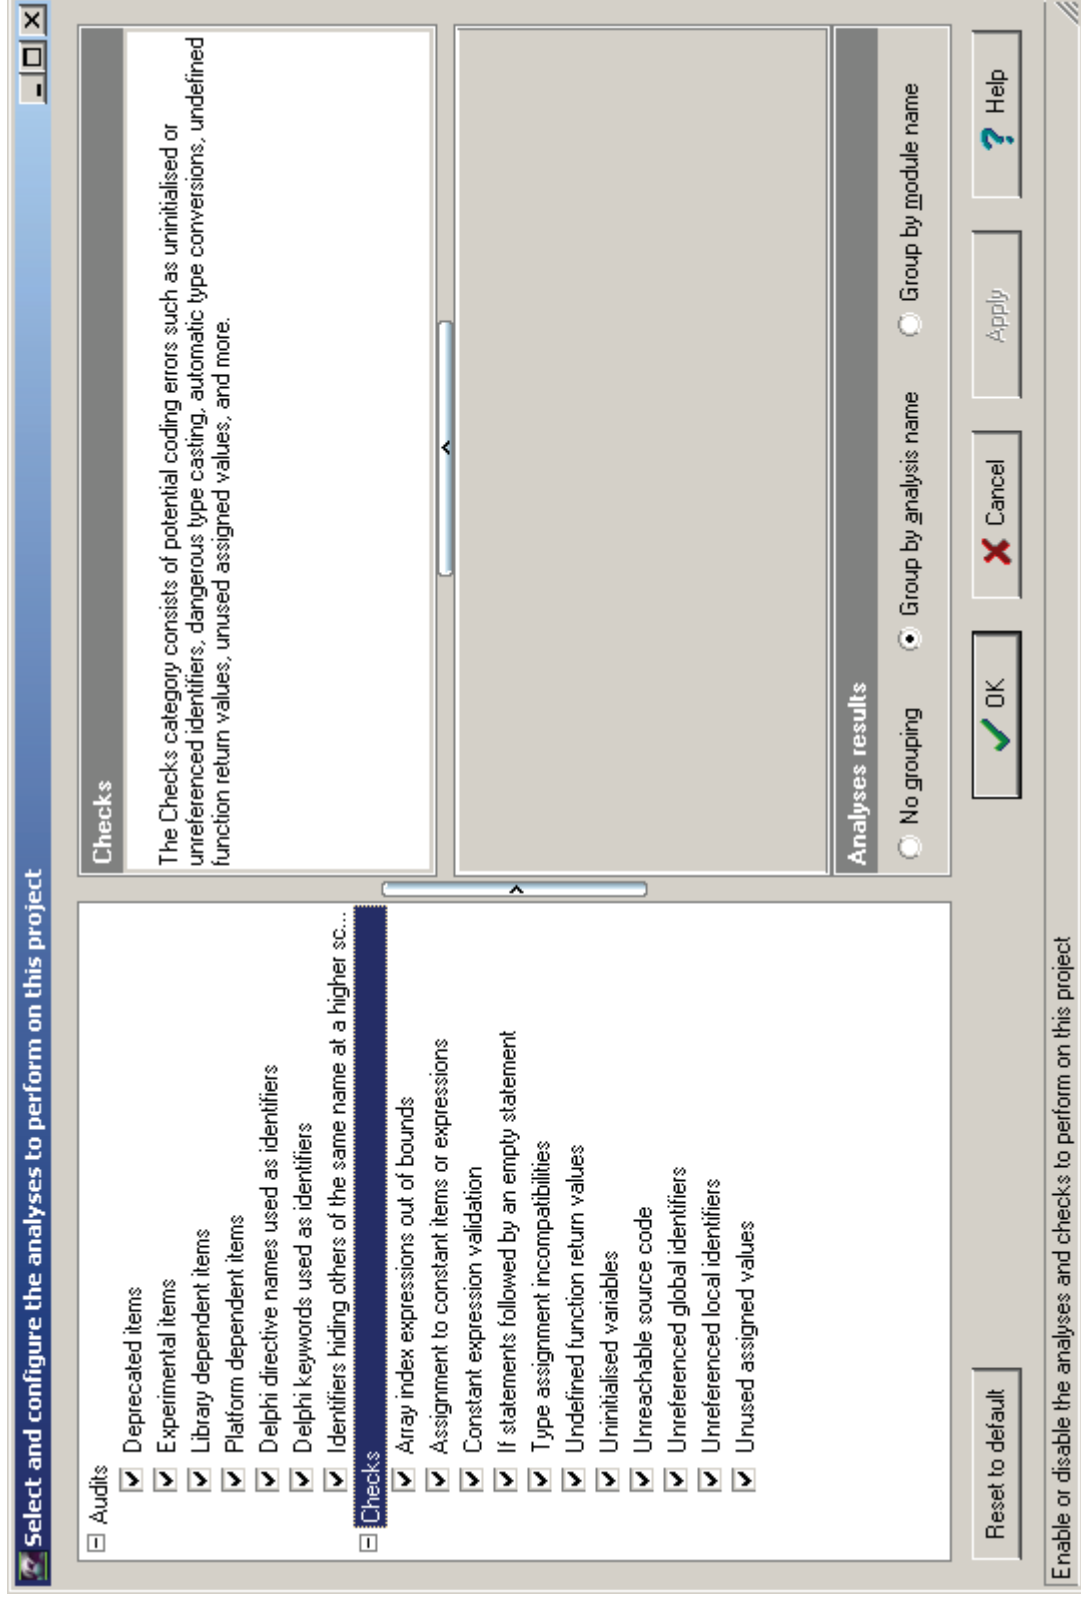 Select and configure the analyses to perform on this project
Audits
Deprecated items
Experimental items
Library dependent items
Platform dependent items
Delphi directive names used as identifiers
Delphi keywords used as identifiers
Identifiers hiding others of the same name at a higher sc...
Checks
Array index expressions out of bounds
Assignment to constant items or expressions
Constant expression validation
If statements followed by an empty statement
Type assignment incompatibilities
Undefined function return values
Uninitialised variables
Unreachable source code
Unreferenced global identifiers
Unreferenced local identifiers
Unused assigned values
Checks
The Checks category consists of potential coding errors such as uninitialised or
unreferenced identifiers, dangerous type casting, automatic type conversions, undefined
function return values, unused assigned values, and more.
Analyses results
No grouping Group by analysis name Group by module name
Reset to default OK Cancel Apply ? Help
Enable or disable the analyses and checks to perform on this project